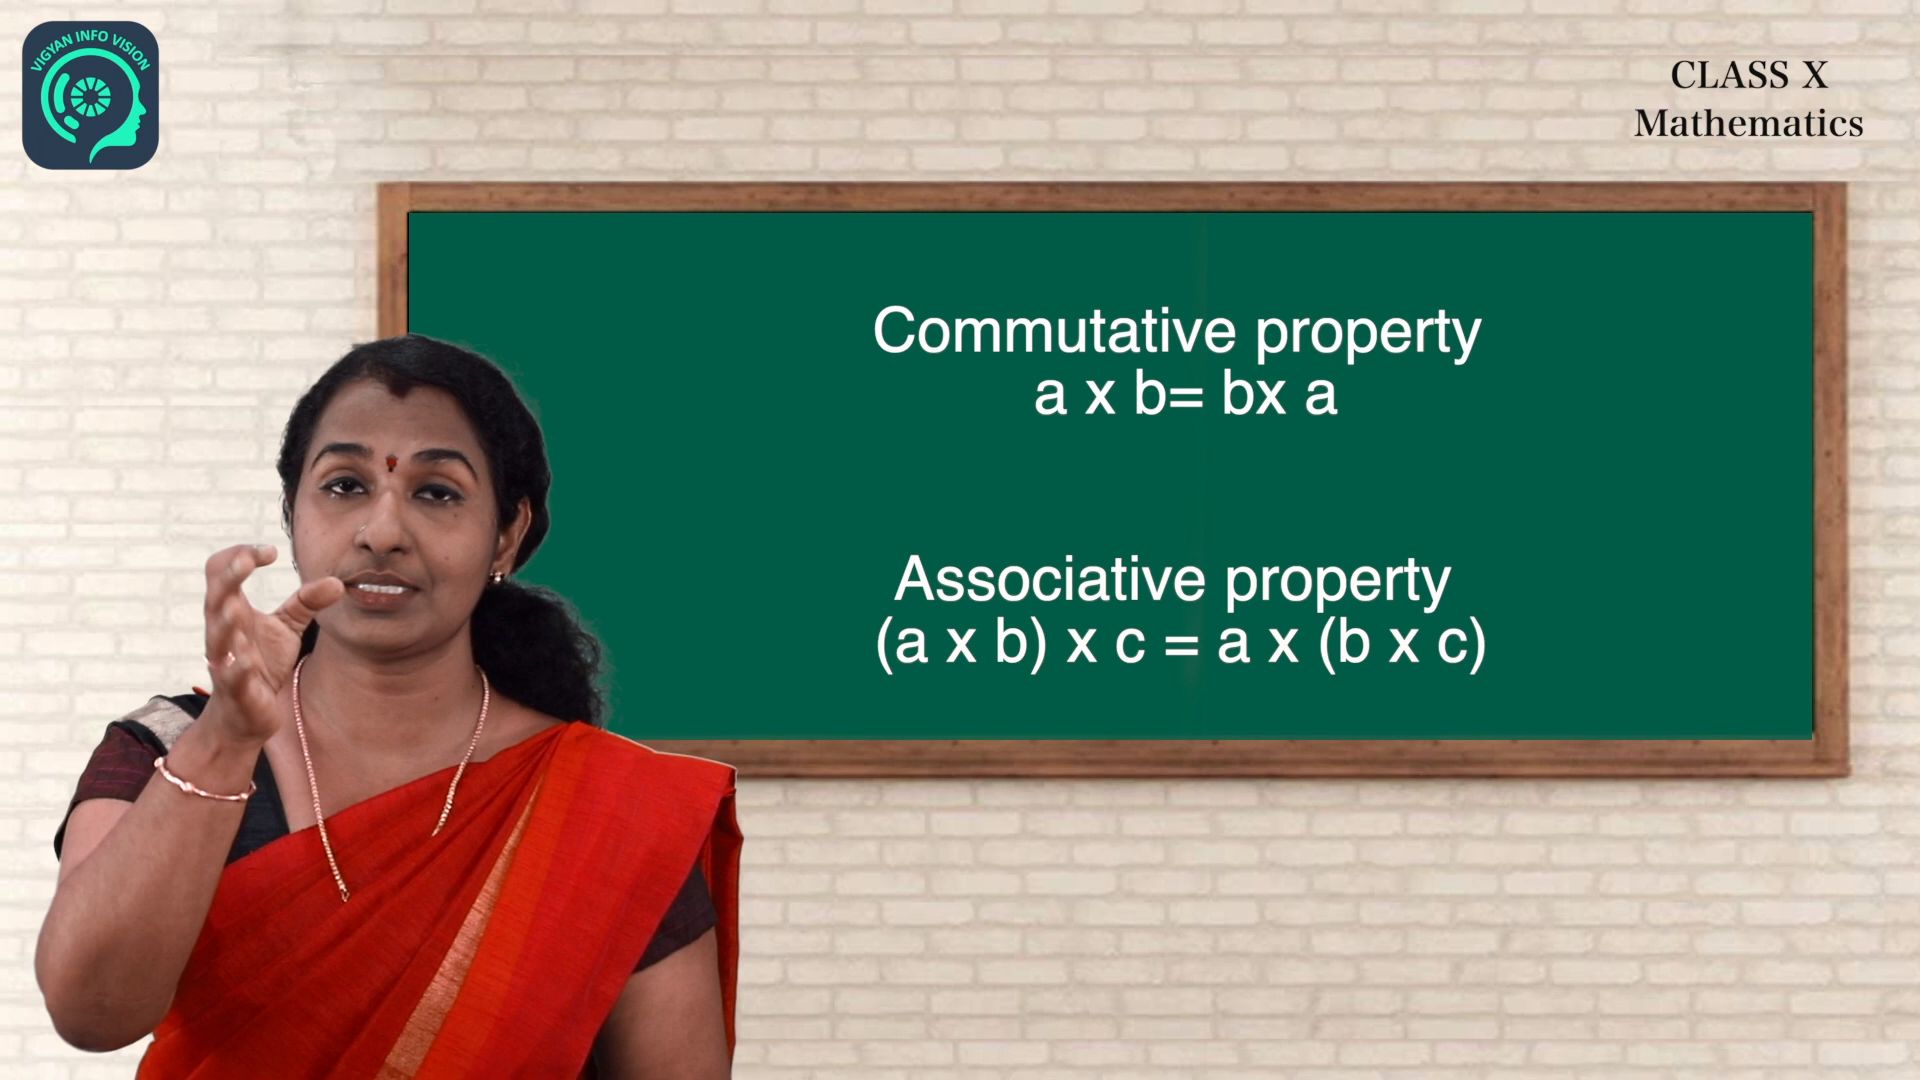 VIGYAN INFO VISION
CLASS X
Mathematics
Commutative property
a x b= bx a
Associative property
(a x b) x c = a x (b x c)